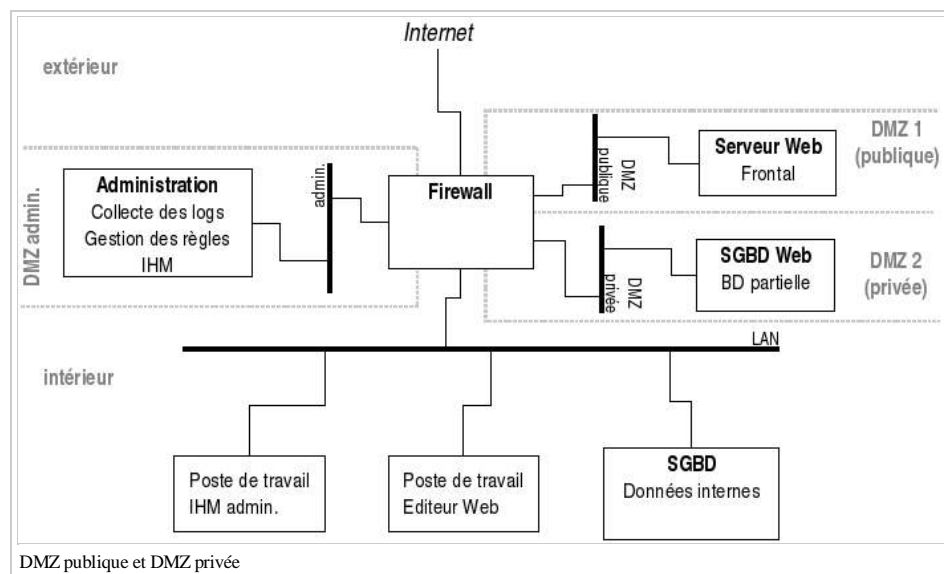 Internet
extérieur
DMZ 1
(publique)
Serveur Web
Frontal
DMZ
publique
DMZ admin.
Administration
Collecte des logs
Gestion des règles
IHM
admin.
Firewall
SGBD Web
BD partielle
DMZ 2
(privée)
DMZ
privée
LAN
intérieur
Poste de travail
IHM admin.
Poste de travail
Editeur Web
SGBD
Données internes
DMZ publique et DMZ privée